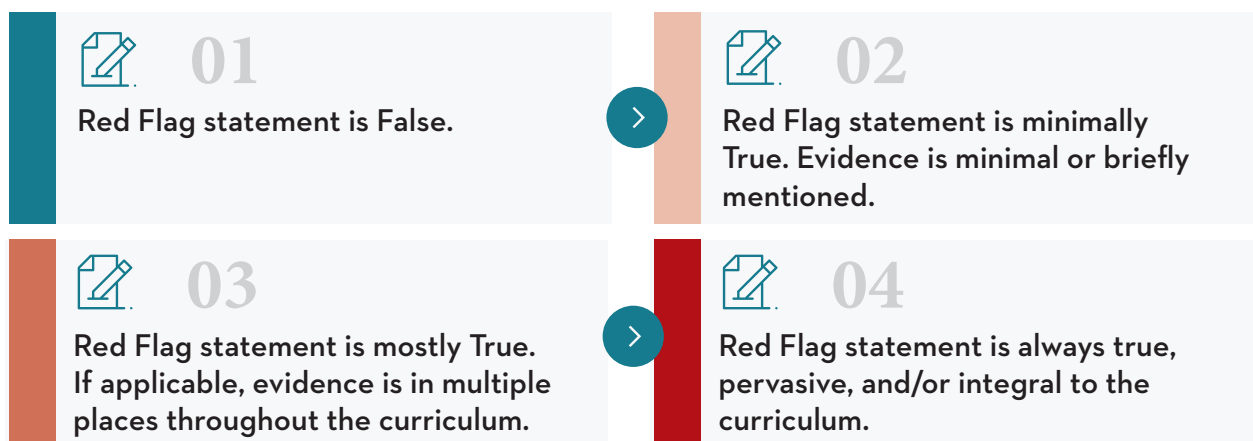 01
Red Flag statement is False.
02
Red Flag statement is minimally
True. Evidence is minimal or briefly
mentioned.
03
Red Flag statement is mostly True.
If applicable, evidence is in multiple
places throughout the curriculum.
04
Red Flag statement is always true,
pervasive, and/or integral to the
curriculum.